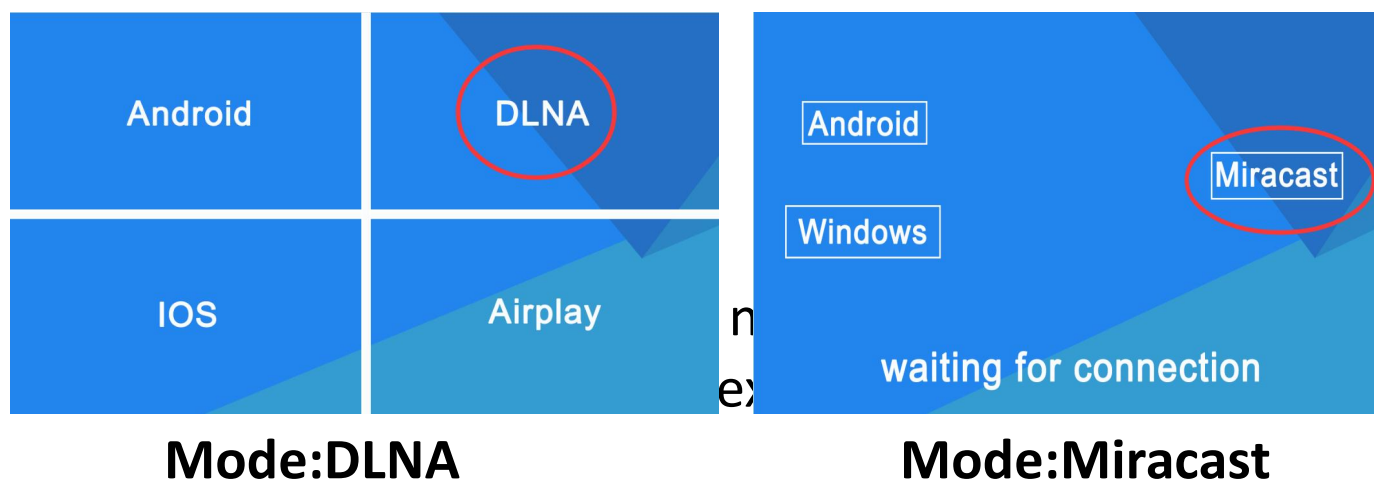 Android
DLNA
IOS
Airplay
Android
Miracast
Windows
waiting for connection
Mode:DLNA
Mode:Miracast